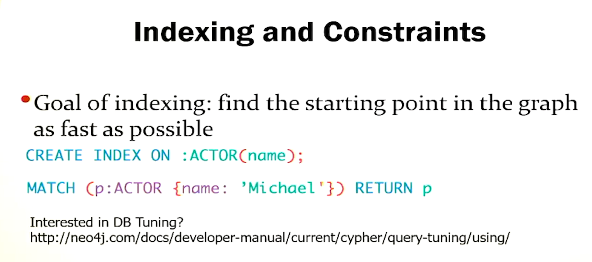 Indexing and Constraints
•Goal of indexing: find the starting point in the graph
as fast as possible
CREATE INDEX ON :ACTOR(name);
MATCH (p:ACTOR {name: ’Michael'}) RETURN p
Interested in DB Tuning?
http://neo4j.com/docs/developer-manual/current/cypher/query-tuning/using/